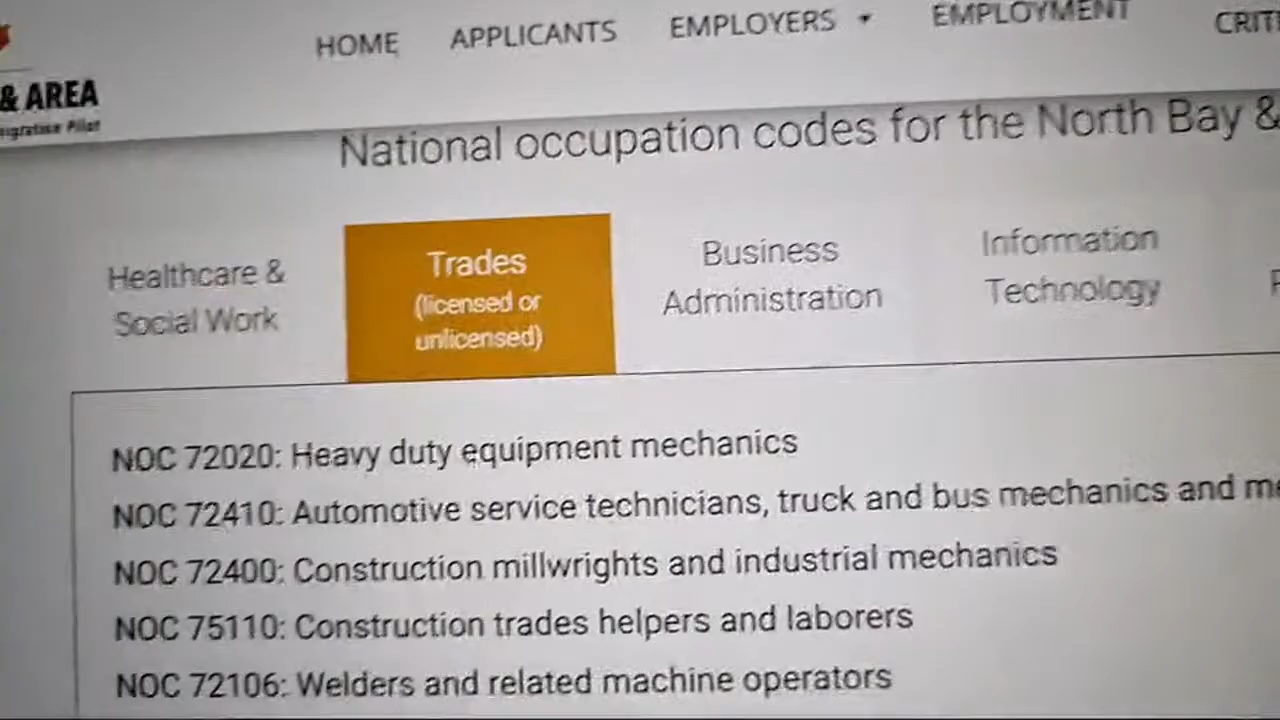 HOME APPLICANTS EMPLOYERS EMPLOYMENT
& AREA
Pilot
National occupation codes for the North Bay &
Healthcare &
Social Work
Trades
(licensed or
unlicensed)
Business
Administration
Information
Technology
NOC 72020: Heavy duty equipment mechanics
NOC 72410: Automotive service technicians, truck and bus mechanics and
NOC 72400: Construction millwrights and industrial mechanics
NOC 75110: Construction trades helpers and laborers
NOC 72106: Welders and related machine operators